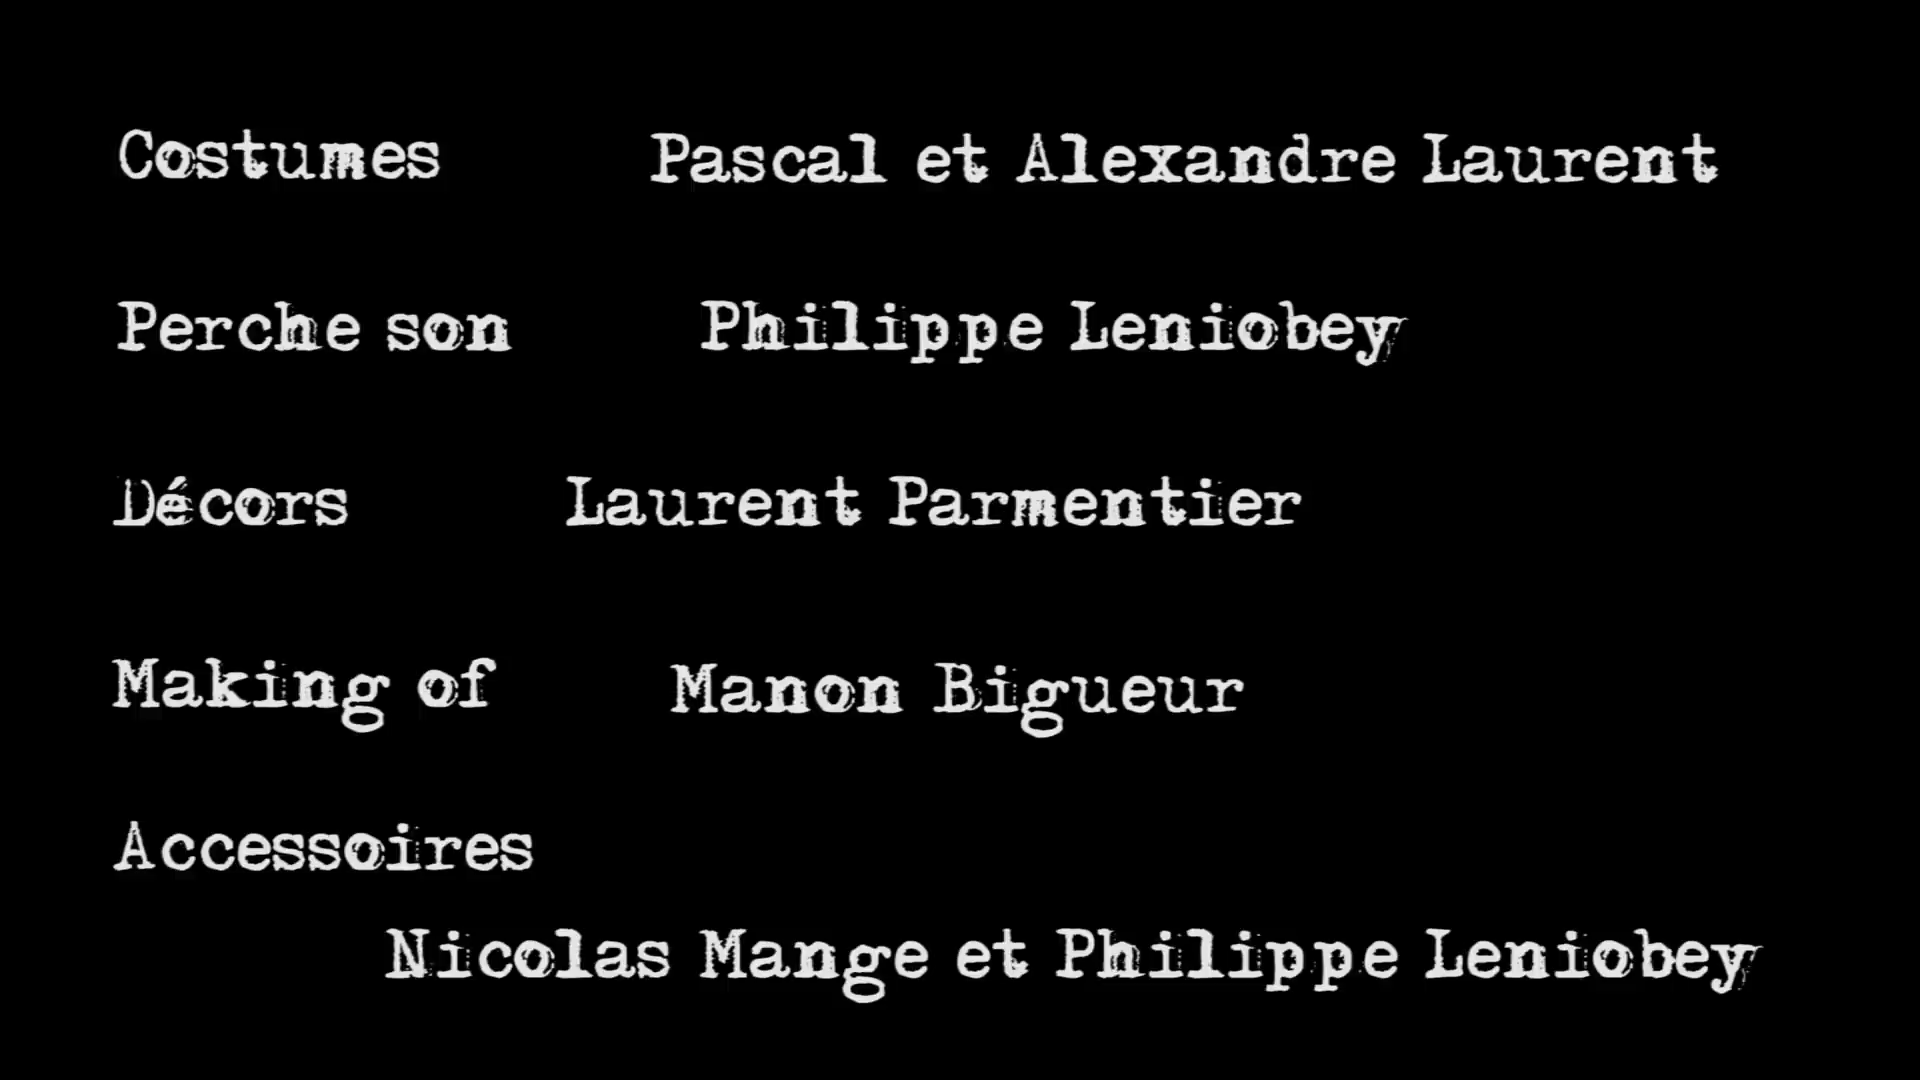 Costumes Pascal et Alexandre Laurent
Perche son Philippe Leniobey
Décors Laurent Parmentier
Making of Manon Bigueur
Accessoires
Nicolas Mange et Philippe Leniobey